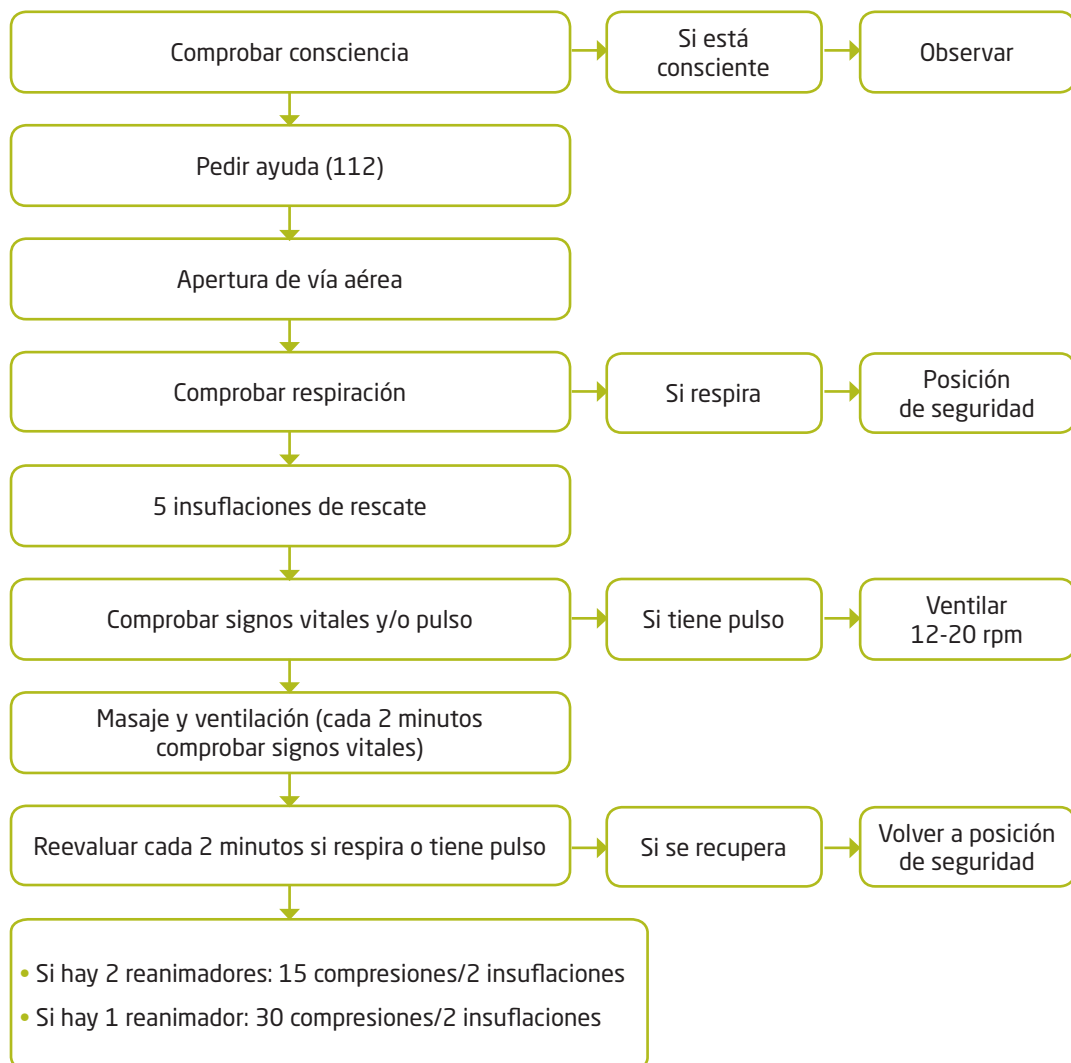 Comprobar consciencia
Si está
consciente
Observar
Pedir ayuda (112)
Apertura de vía aérea
Comprobar respiración
Si respira
Posición
de seguridad
5 insuflaciones de rescate
Comprobar signos vitales y/o pulso
Si tiene pulso
Ventilar
12-20 rpm
Masaje y ventilación (cada 2 minutos
comprobar signos vitales)
Reevaluar cada 2 minutos si respira o tiene pulso
Si se recupera
Volver a posición
de seguridad
• Si hay 2 reanimadores: 15 compresiones/2 insuflaciones
• Si hay 1 reanimador: 30 compresiones/2 insuflaciones